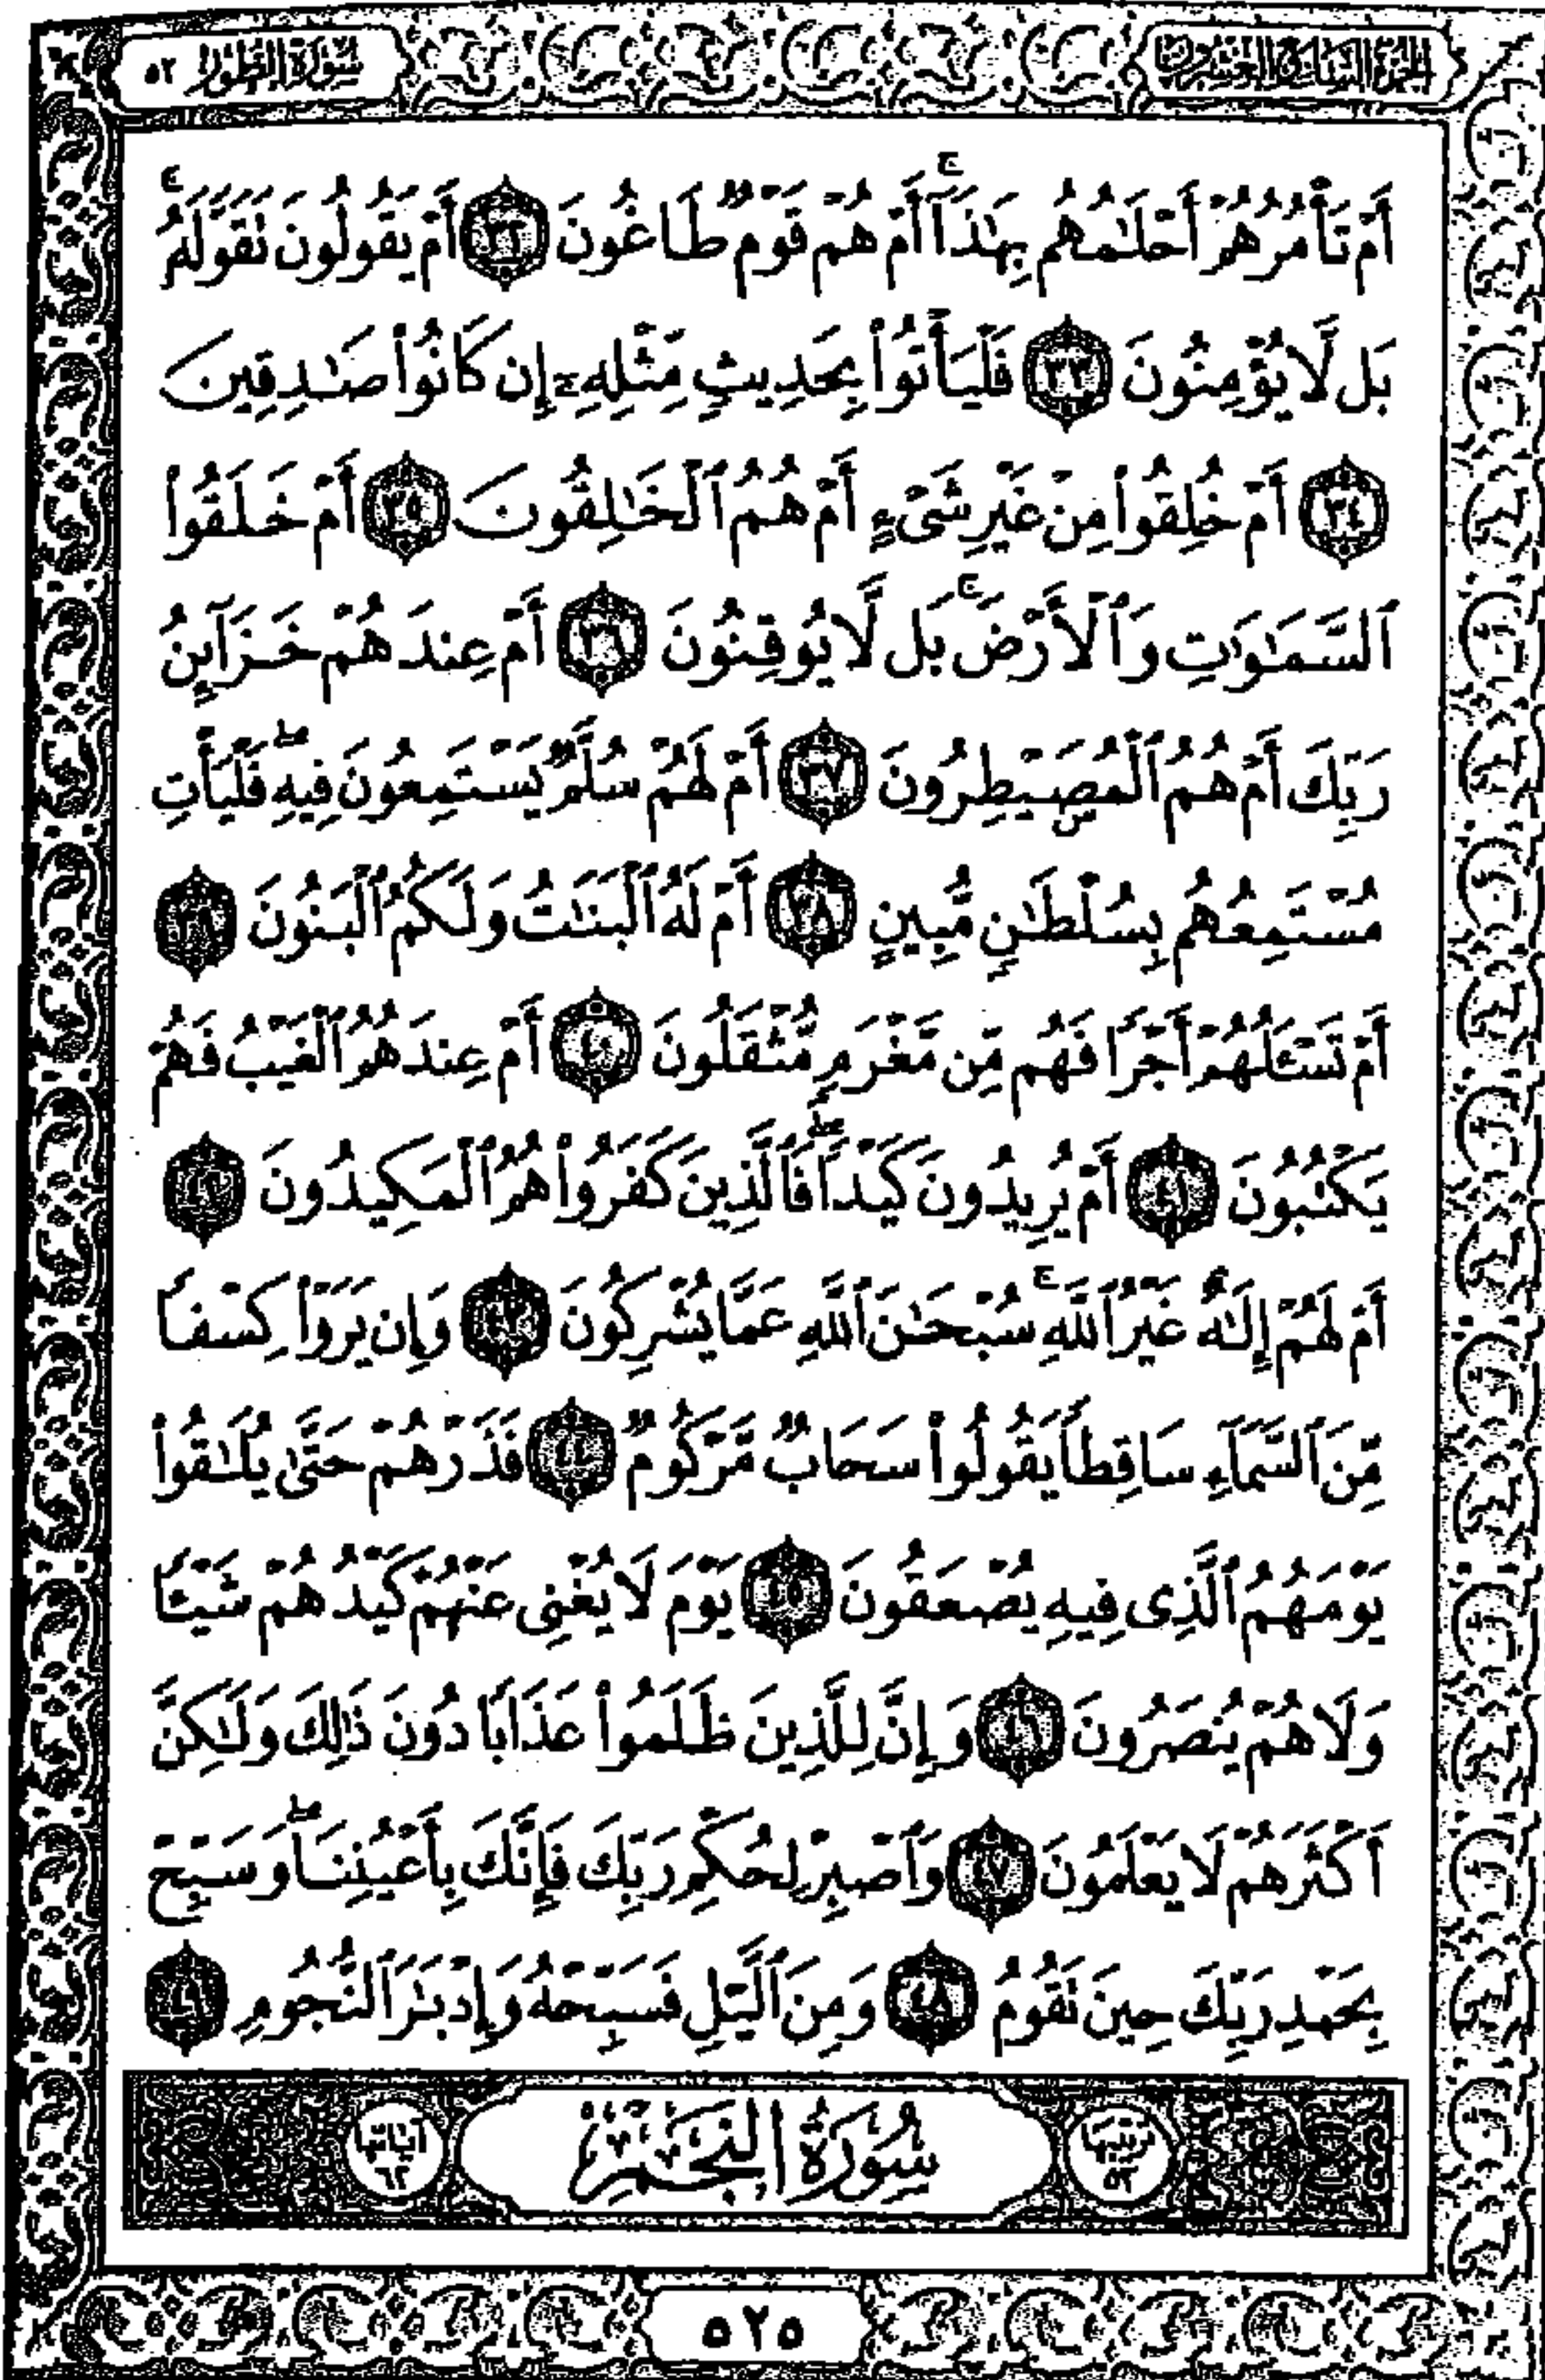 الجزء السابع والعشرون
سورة الطور ٥٢
أَمْ تَأْمُرُهُمْ أَحْلَٰمُهُم بِهَٰذَآ ۚ أَمْ هُمْ قَوْمٌ طَاغُونَ ٣٢ أَمْ يَقُولُونَ تَقَوَّلَهُۥ ۚ
بَل لَّا يُؤْمِنُونَ ٣٣ فَلْيَأْتُوا۟ بِحَدِيثٍ مِّثْلِهِۦٓ إِن كَانُوا۟ صَٰدِقِينَ
٣٤ أَمْ خُلِقُوا۟ مِنْ غَيْرِ شَىْءٍ أَمْ هُمُ ٱلْخَٰلِقُونَ ٣٥ أَمْ خَلَقُوا۟
ٱلسَّمَٰوَٰتِ وَٱلْأَرْضَ ۚ بَل لَّا يُوقِنُونَ ٣٦ أَمْ عِندَهُمْ خَزَآئِنُ
رَبِّكَ أَمْ هُمُ ٱلْمُصَۣيْطِرُونَ ٣٧ أَمْ لَهُمْ سُلَّمٌ يَسْتَمِعُونَ فِيهِ ۖ فَلْيَأْتِ
مُسْتَمِعُهُم بِسُلْطَٰنٍ مُّبِينٍ ٣٨ أَمْ لَهُ ٱلْبَنَٰتُ وَلَكُمُ ٱلْبَنُونَ ٣٩
أَمْ تَسْـَٔلُهُمْ أَجْرًا فَهُم مِّن مَّغْرَمٍ مُّثْقَلُونَ ٤٠ أَمْ عِندَهُمُ ٱلْغَيْبُ فَهُمْ
يَكْتُبُونَ ٤١ أَمْ يُرِيدُونَ كَيْدًا ۖ فَٱلَّذِينَ كَفَرُوا۟ هُمُ ٱلْمَكِيدُونَ ٤٢
أَمْ لَهُمْ إِلَٰهٌ غَيْرُ ٱللَّهِ ۚ سُبْحَٰنَ ٱللَّهِ عَمَّا يُشْرِكُونَ ٤٣ وَإِن يَرَوْا۟ كِسْفًا
مِّنَ ٱلسَّمَآءِ سَاقِطًا يَقُولُوا۟ سَحَابٌ مَّرْكُومٌ ٤٤ فَذَرْهُمْ حَتَّىٰ يُلَٰقُوا۟
يَوْمَهُمُ ٱلَّذِى فِيهِ يُصْعَقُونَ ٤٥ يَوْمَ لَا يُغْنِى عَنْهُمْ كَيْدُهُمْ شَيْـًٔا
وَلَا هُمْ يُنصَرُونَ ٤٦ وَإِنَّ لِلَّذِينَ ظَلَمُوا۟ عَذَابًا دُونَ ذَٰلِكَ وَلَٰكِنَّ
أَكْثَرَهُمْ لَا يَعْلَمُونَ ٤٧ وَٱصْبِرْ لِحُكْمِ رَبِّكَ فَإِنَّكَ بِأَعْيُنِنَا ۖ وَسَبِّحْ
بِحَمْدِ رَبِّكَ حِينَ تَقُومُ ٤٨ وَمِنَ ٱلَّيْلِ فَسَبِّحْهُ وَإِدْبَٰرَ ٱلنُّجُومِ ٤٩
ترتيبها ٥٣ سُورَةُ النَّجْمِ آياتها ٦٢
٥٢٥